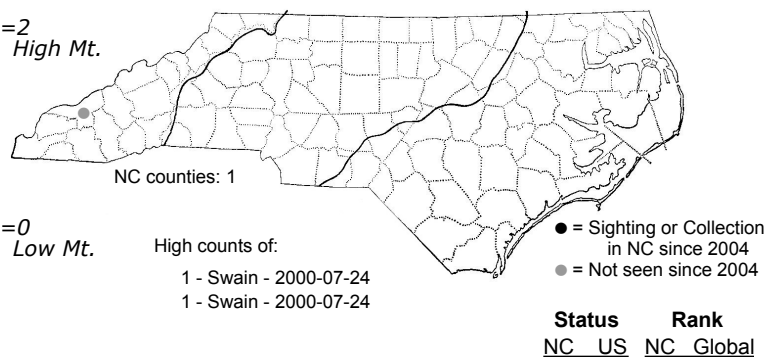 =2
High Mt.
NC counties: 1
=0
Low Mt.
High counts of:
1 - Swain - 2000-07-24
1 - Swain - 2000-07-24
● = Sighting or Collection
in NC since 2004
● = Not seen since 2004
Status Rank
NC US NC Global